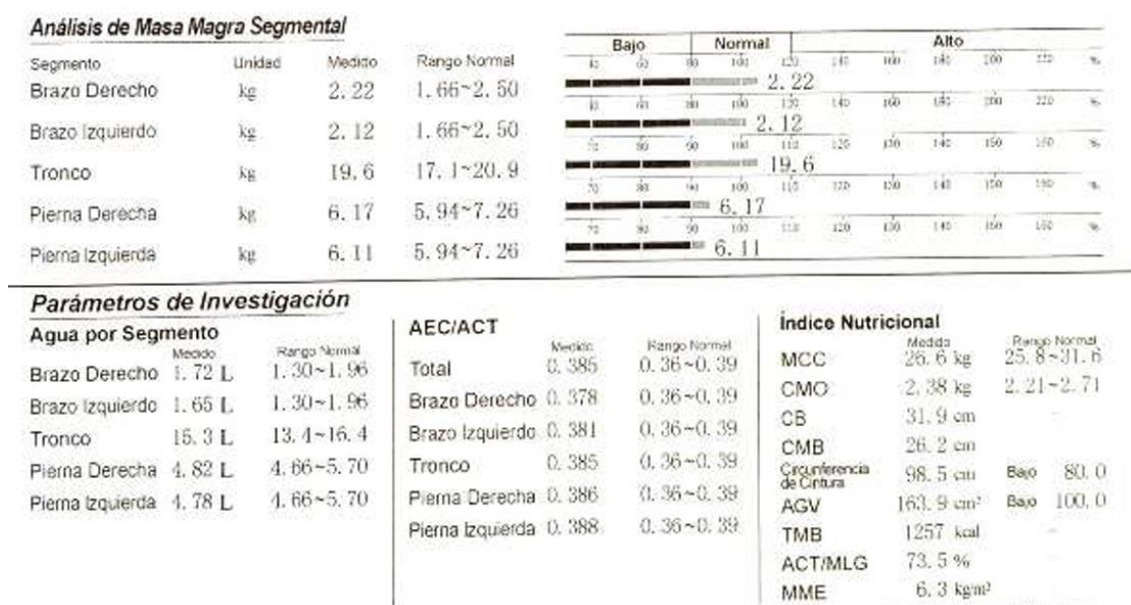 Análisis de Masa Magra Segmental
Bajo Normal Alto
Segmento Unidad Medido Rango Normal
Brazo Derecho kg 2.22 1.66~2.50 2.22
Brazo Izquierdo kg 2.12 1.66~2.50 2.12
Tronco kg 19.6 17.1~20.9 19.6
Pierna Derecha kg 6.17 5.94~7.26 6.17
Pierna Izquierda kg 6.11 5.94~7.26 6.11
Parámetros de Investigación
Agua por Segmento
Medido Rango Normal
Brazo Derecho 1.72 L 1.30~1.96
Brazo Izquierdo 1.65 L 1.30~1.96
Tronco 15.3 L 13.4~16.4
Pierna Derecha 4.82 L 4.66~5.70
Pierna Izquierda 4.78 L 4.66~5.70
AEC/ACT
Medido Rango Normal
Total 0.385 0.36~0.39
Brazo Derecho 0.378 0.36~0.39
Brazo Izquierdo 0.381 0.36~0.39
Tronco 0.385 0.36~0.39
Pierna Derecha 0.386 0.36~0.39
Pierna Izquierda 0.388 0.36~0.39
Índice Nutricional
Medido Rango Normal
MCC 26.6 kg 25.8~31.6
CMO 2.38 kg 2.21~2.71
CB 31.9 cm -
CMB 26.2 cm
Circunferencia de Cintura 98.5 cm Bajo 80.0
AGV 163.9 cm² Bajo 100.0
TMB 1257 kcal -
ACT/MLG 73.5 %
MME 6.3 kg/m²